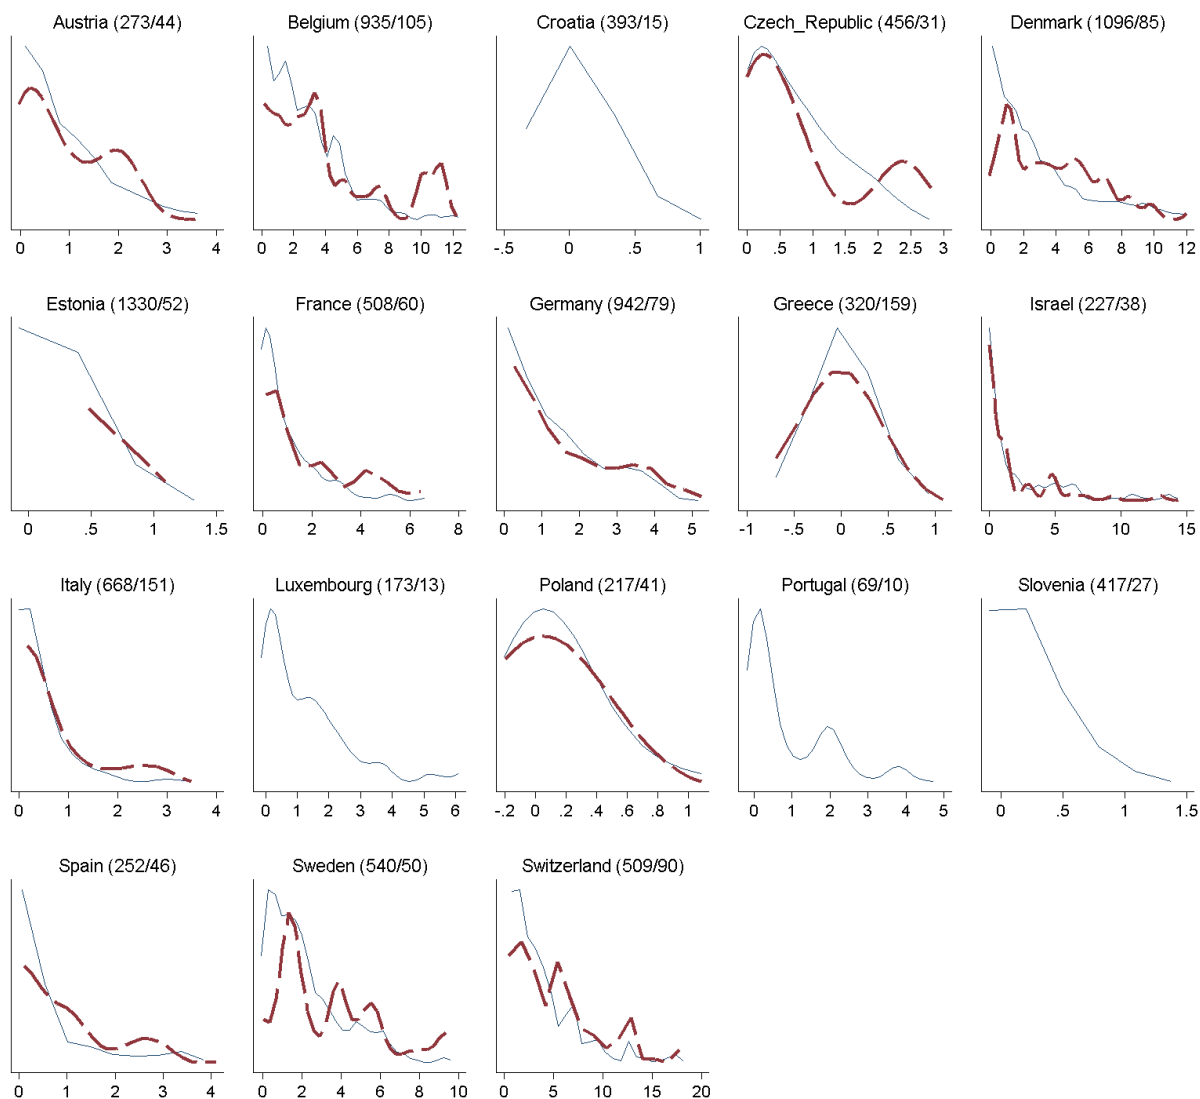 Austria (273/44)
Belgium (935/105)
Croatia (393/15)
Czech_Republic (456/31)
Denmark (1096/85)
0 1 2 3 4
0 2 4 6 8 10 12
-.5 0 .5 1
0 .5 1 1.5 2 2.5 3
0 2 4 6 8 10 12
Estonia (1330/52)
France (508/60)
Germany (942/79)
Greece (320/159)
Israel (227/38)
0 .5 1 1.5
0 2 4 6 8
0 1 2 3 4 5
-1 -.5 0 .5 1
0 5 10 15
Italy (668/151)
Luxembourg (173/13)
Poland (217/41)
Portugal (69/10)
Slovenia (417/27)
0 1 2 3 4
0 1 2 3 4 5 6
-.2 0 .2 .4 .6 .8 1
0 1 2 3 4 5
0 .5 1 1.5
Spain (252/46)
Sweden (540/50)
Switzerland (509/90)
0 1 2 3 4
0 2 4 6 8 10
0 5 10 15 20